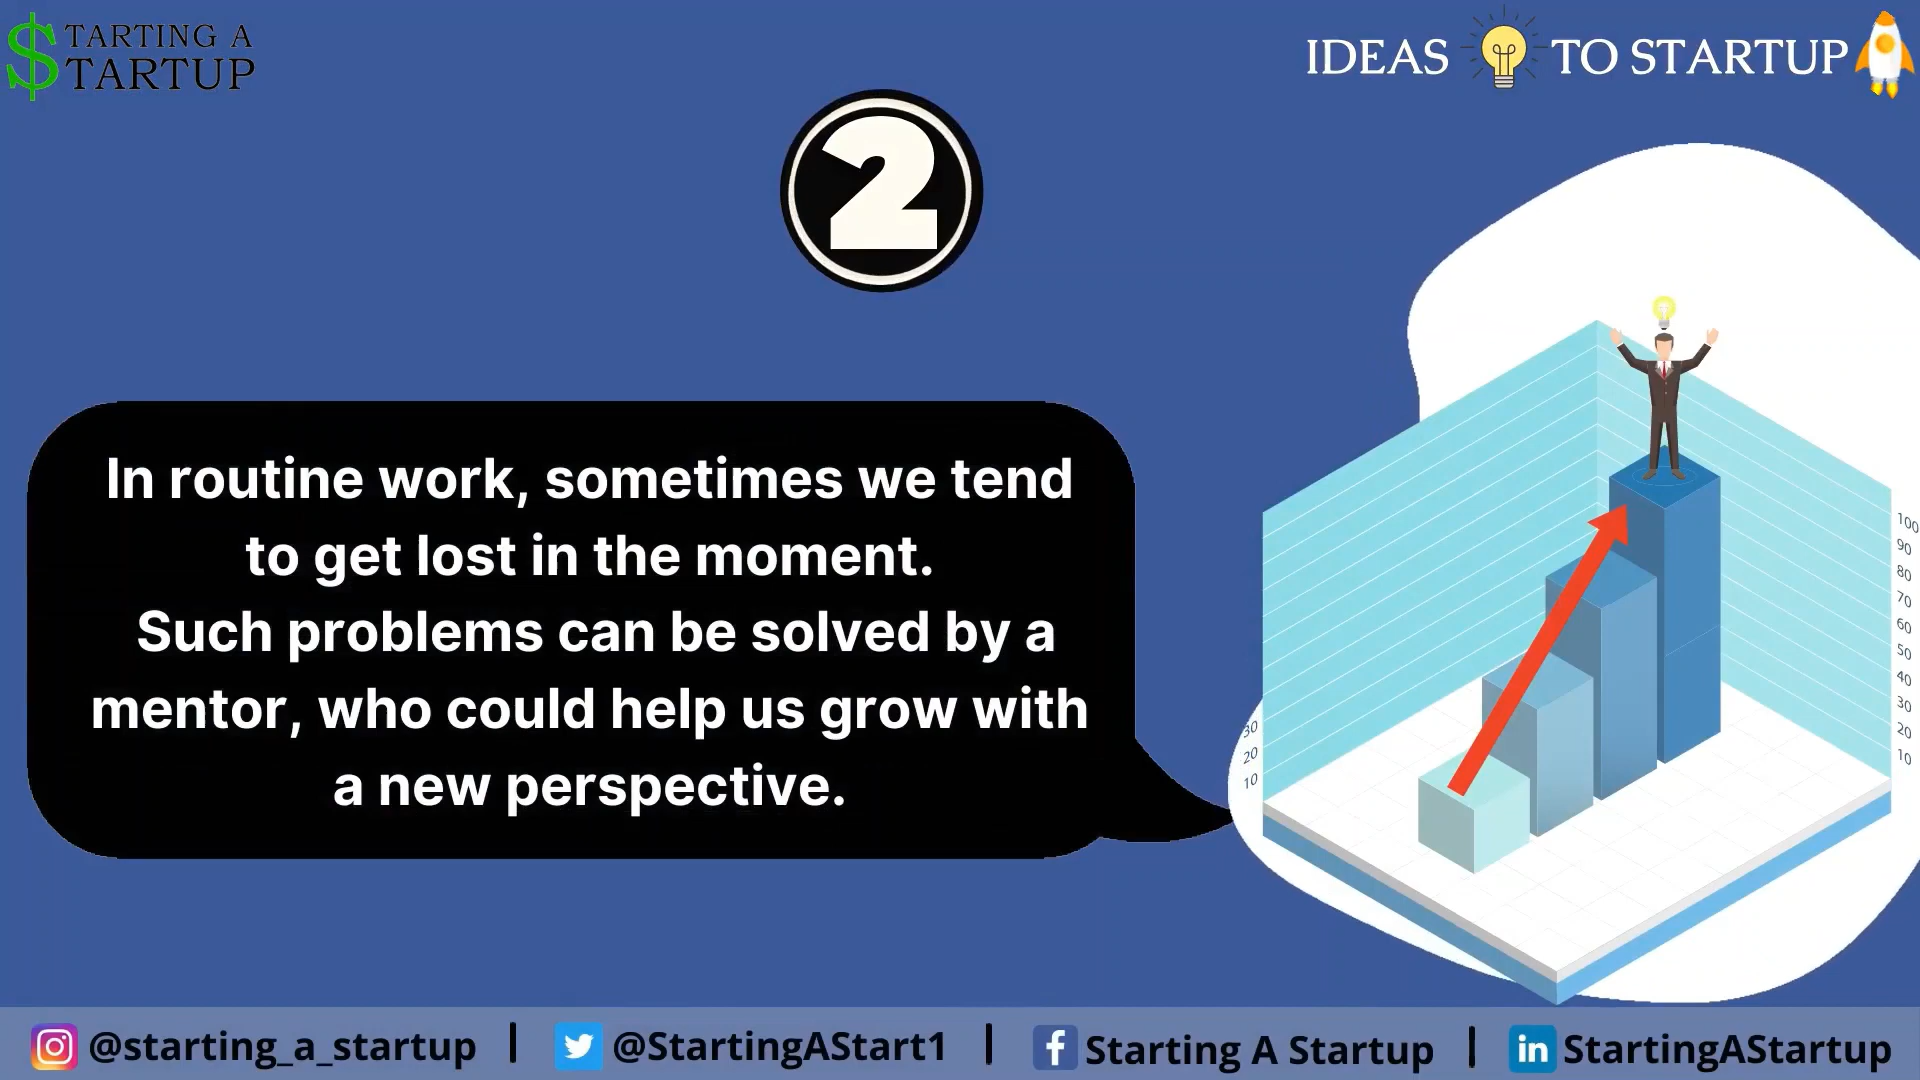 $TARTING A
$TARTUP
IDEAS TO STARTUP
2
In routine work, sometimes we tend
to get lost in the moment.
Such problems can be solved by a
mentor, who could help us grow with
a new perspective.
100
90
80
70
60
50
40
30
20
10
30
20
10
@starting_a_startup | @StartingAStart1 | Starting A Startup | StartingAStartup